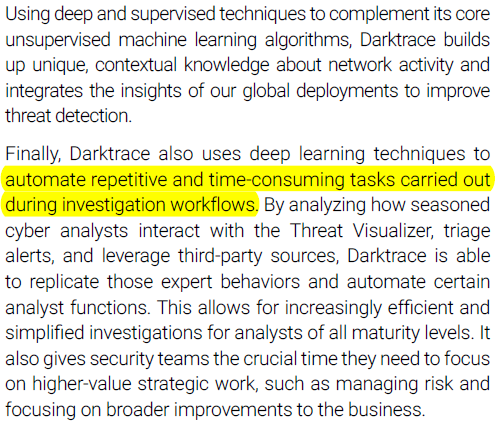 Using deep and supervised techniques to complement its core
unsupervised machine learning algorithms, Darktrace builds
up unique, contextual knowledge about network activity and
integrates the insights of our global deployments to improve
threat detection.
Finally, Darktrace also uses deep learning techniques to
automate repetitive and time-consuming tasks carried out
during investigation workflows. By analyzing how seasoned
cyber analysts interact with the Threat Visualizer, triage
alerts, and leverage third-party sources, Darktrace is able
to replicate those expert behaviors and automate certain
analyst functions. This allows for increasingly efficient and
simplified investigations for analysts of all maturity levels. It
also gives security teams the crucial time they need to focus
on higher-value strategic work, such as managing risk and
focusing on broader improvements to the business.